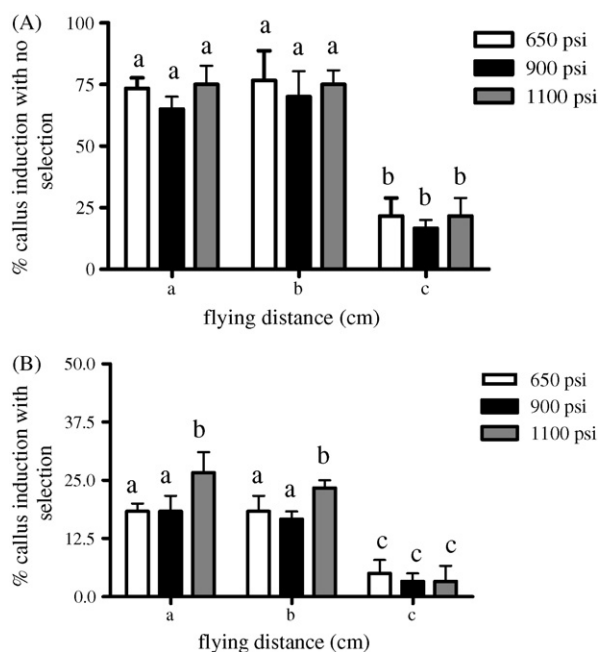 (A)
100
75
50
25
0
% callus induction with no
selection
a a a a a a b b b
a b c
flying distance (cm)
650 psi
900 psi
1100 psi
(B)
50.0
37.5
25.0
12.5
0.0
% callus induction with
selection
a a b a a b c c c
a b c
flying distance (cm)
650 psi
900 psi
1100 psi